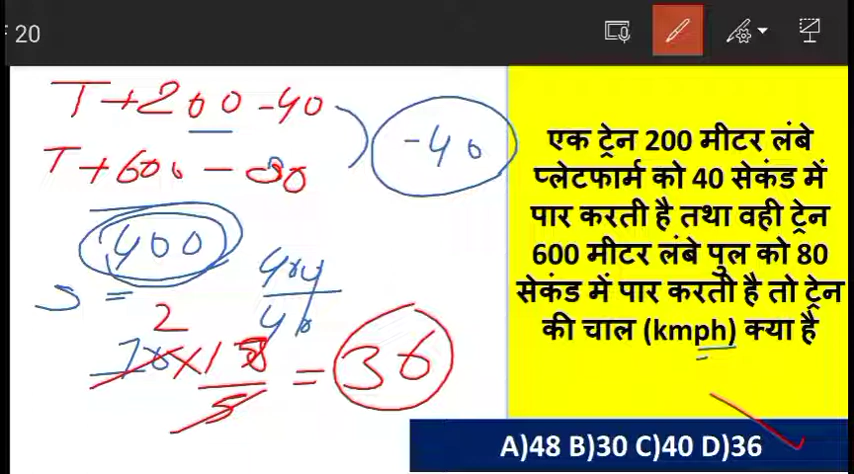 20
T+200 -40
T+600 - 80
-40
400
S = 400/40
2
10×18/5 = 36
एक ट्रेन 200 मीटर लंबे
प्लेटफार्म को 40 सेकंड में
पार करती है तथा वही ट्रेन
600 मीटर लंबे पुल को 80
सेकंड में पार करती है तो ट्रेन
की चाल (kmph) क्या है
A)48 B)30 C)40 D)36